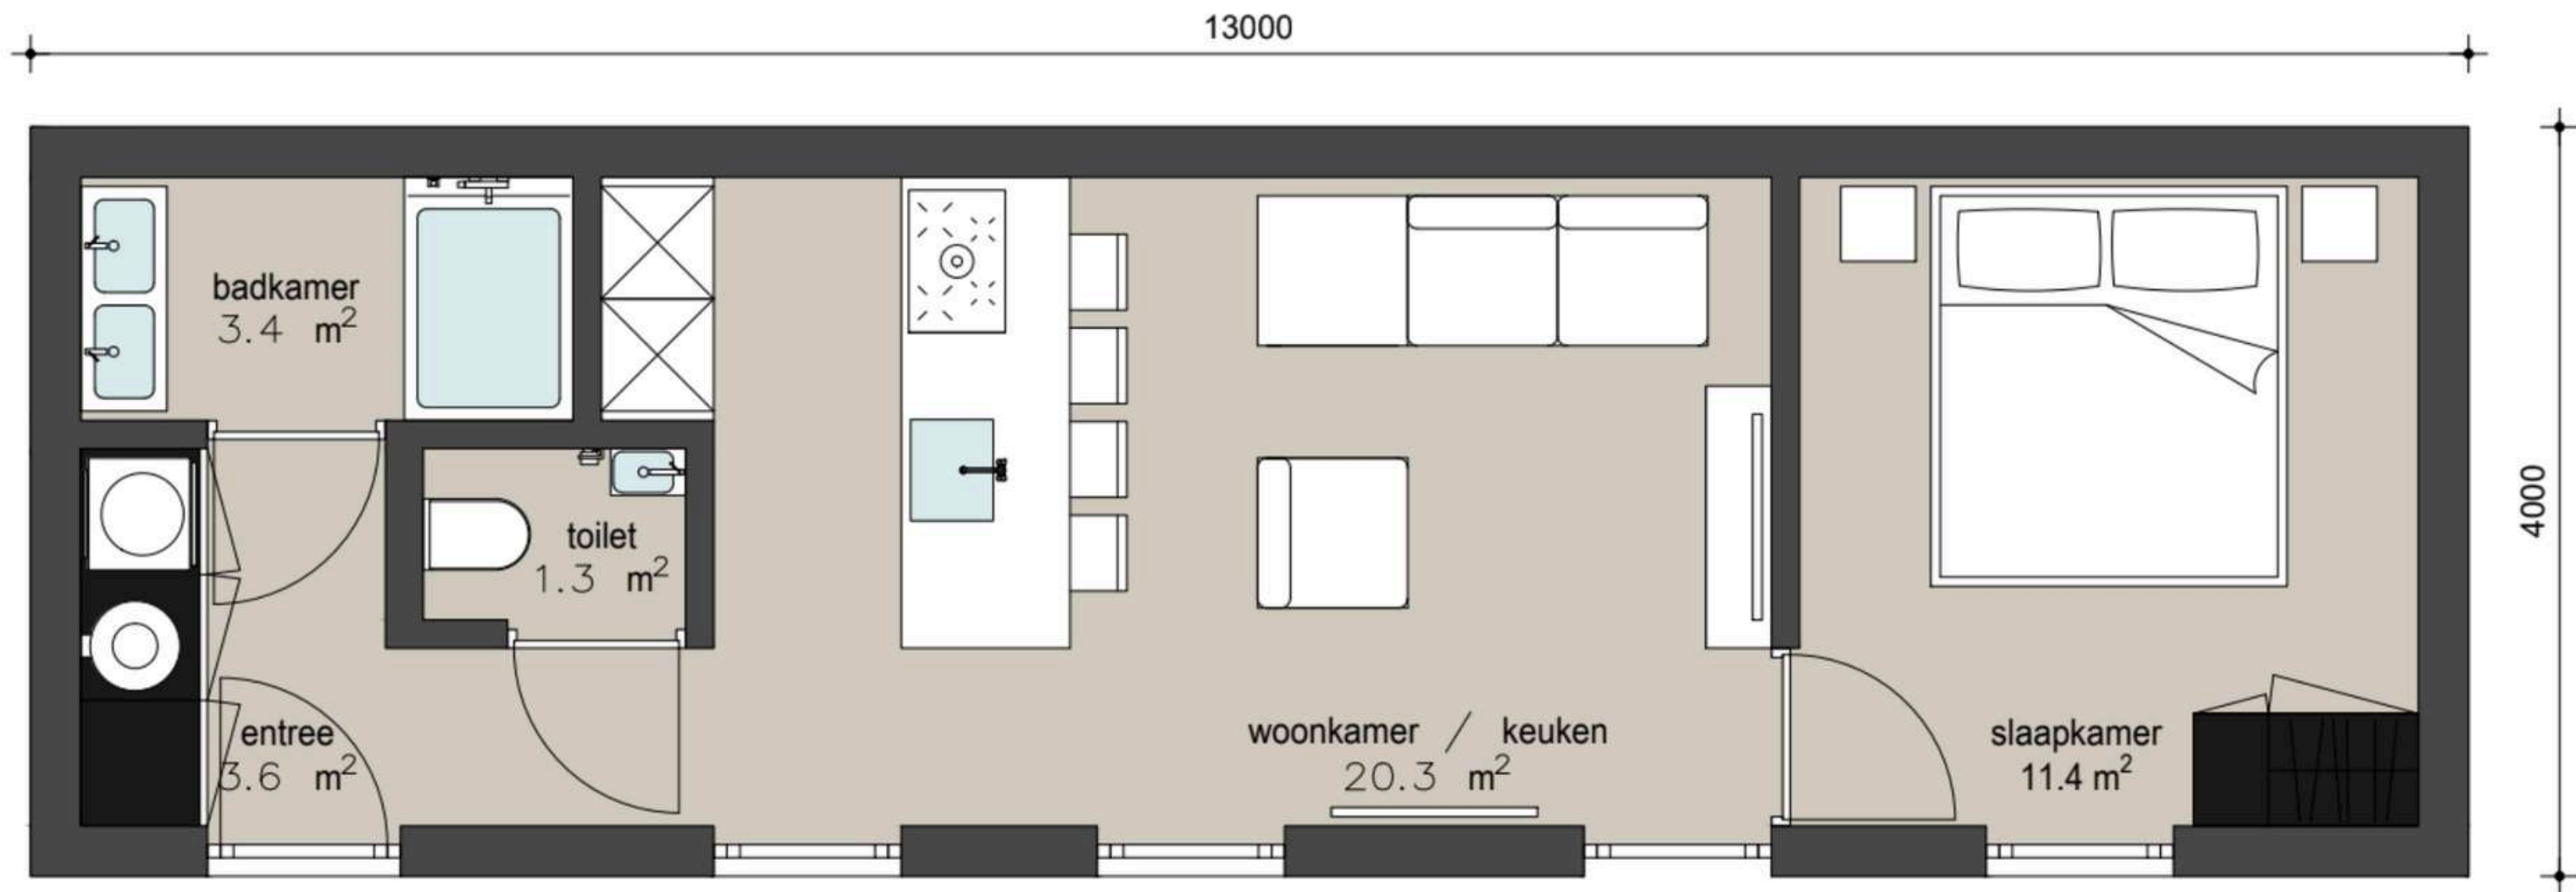 13000
badkamer
3.4 m²
toilet
1.3 m²
entree
3.6 m²
woonkamer / keuken
20.3 m²
slaapkamer
11.4 m²
4000